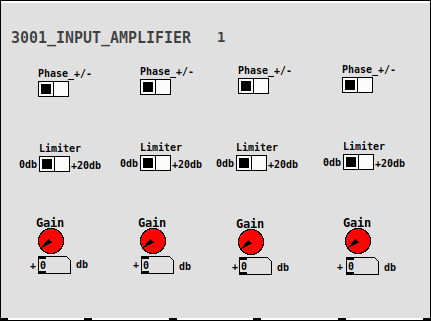 3001_INPUT_AMPLIFIER 1
Phase_+/- Phase_+/- Phase_+/- Phase_+/-
Limiter Limiter Limiter Limiter
0db +20db 0db +20db 0db +20db 0db +20db
Gain Gain Gain Gain
+ 0 db + 0 db + 0 db + 0 db